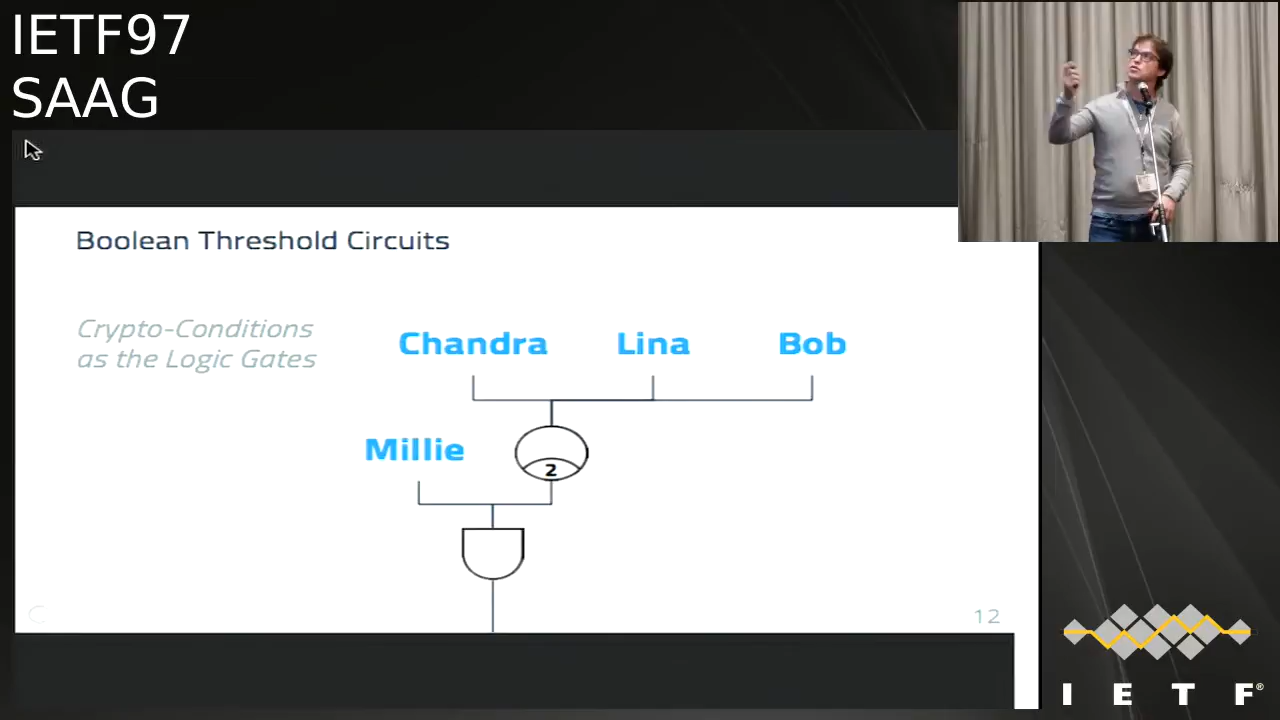 IETF97
SAAG
Boolean Threshold Circuits
Crypto-Conditions
as the Logic Gates
Chandra Lina Bob
Millie
2
12
I E T F®